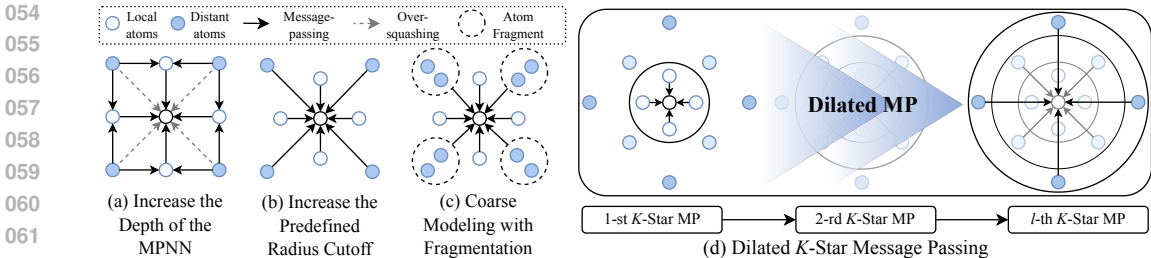 054
055
056
057
058
059
060
061
Local atoms
Distant atoms
Message-passing
Over-squashing
Atom Fragment
(a) Increase the
Depth of the
MPNN
(b) Increase the
Predefined
Radius Cutoff
(c) Coarse
Modeling with
Fragmentation
Dilated MP
1-st K-Star MP
2-rd K-Star MP
l-th K-Star MP
(d) Dilated K-Star Message Passing